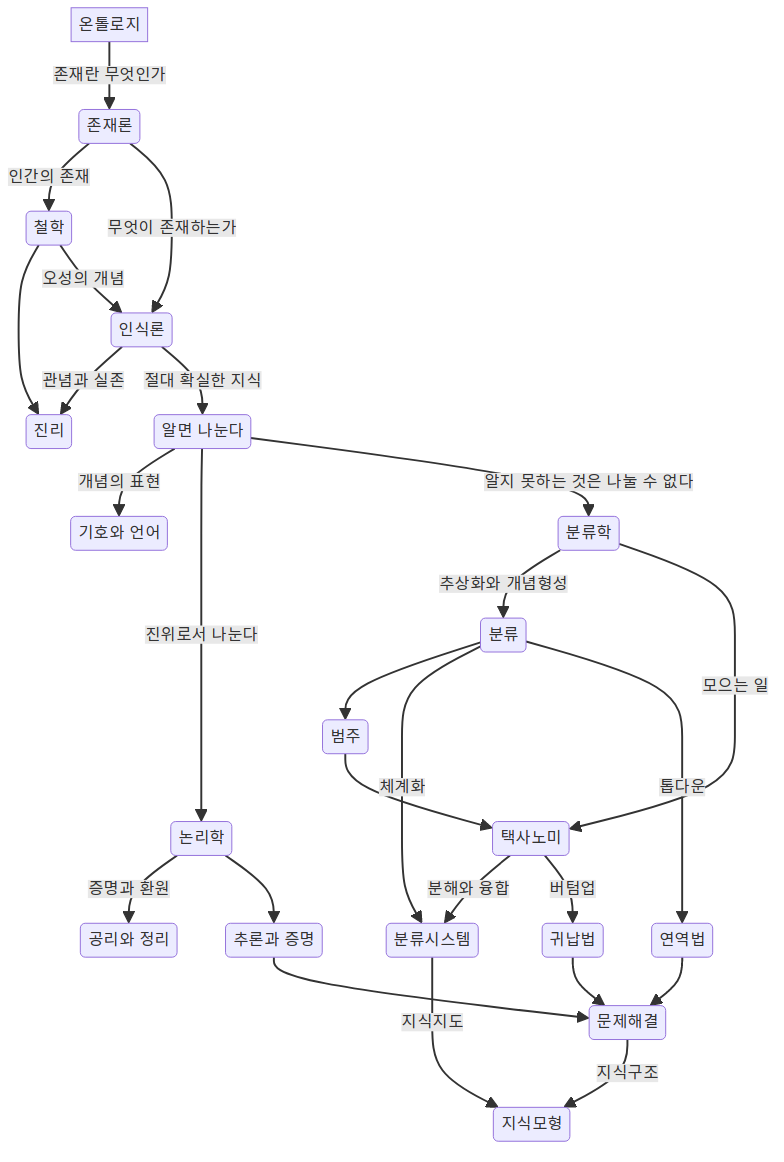 온톨로지
존재란 무엇인가
존재론
인간의 존재
철학
무엇이 존재하는가
오성의 개념
인식론
관념과 실존
절대 확실한 지식
진리
알면 나눈다
개념의 표현
알지 못하는 것은 나눌 수 없다
기호와 언어
분류학
추상화와 개념형성
진위로서 나눈다
분류
모으는 일
범주
체계화
톱다운
논리학
택사노미
증명과 환원
분해와 융합
버텀업
공리와 정리
추론과 증명
분류시스템
귀납법
연역법
지식지도
문제해결
지식구조
지식모형